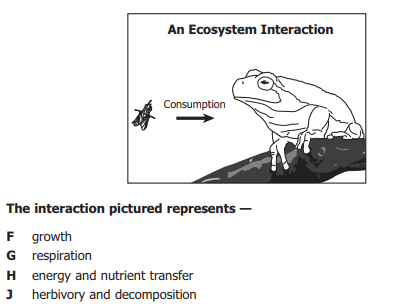 An Ecosystem Interaction
Consumption
The interaction pictured represents —
F growth
G respiration
H energy and nutrient transfer
J herbivory and decomposition